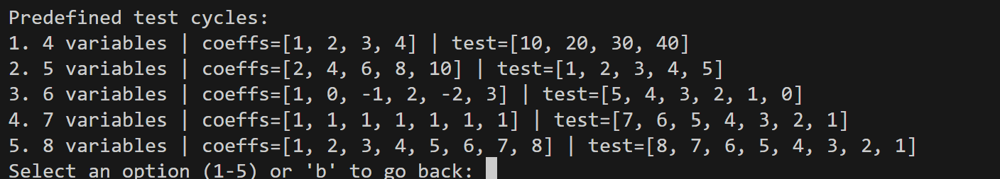 Predefined test cycles:
1. 4 variables | coeffs=[1, 2, 3, 4] | test=[10, 20, 30, 40]
2. 5 variables | coeffs=[2, 4, 6, 8, 10] | test=[1, 2, 3, 4, 5]
3. 6 variables | coeffs=[1, 0, -1, 2, -2, 3] | test=[5, 4, 3, 2, 1, 0]
4. 7 variables | coeffs=[1, 1, 1, 1, 1, 1, 1] | test=[7, 6, 5, 4, 3, 2, 1]
5. 8 variables | coeffs=[1, 2, 3, 4, 5, 6, 7, 8] | test=[8, 7, 6, 5, 4, 3, 2, 1]
Select an option (1-5) or 'b' to go back: